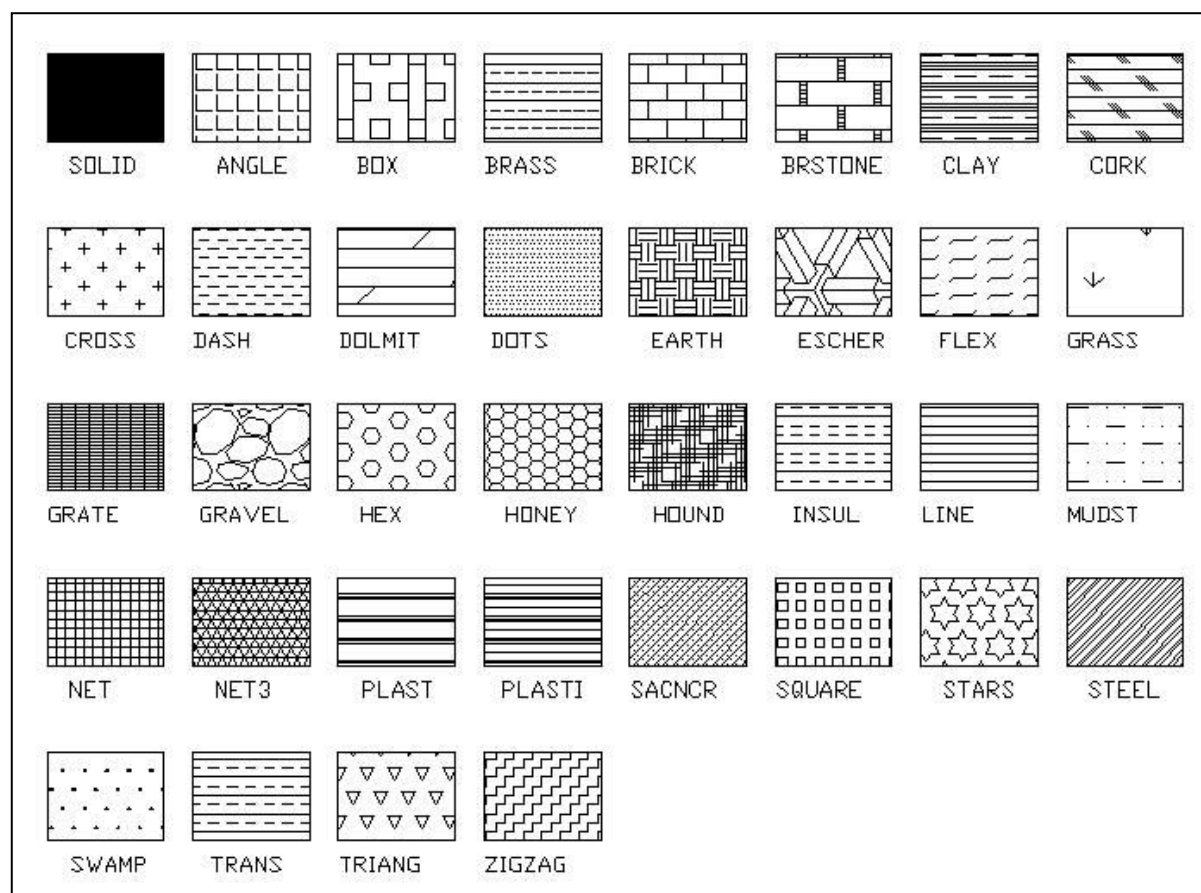 SOLID ANGLE BOX BRASS BRICK BRSTONE CLAY CORK
CROSS DASH DOLMIT DOTS EARTH ESCHER FLEX GRASS
GRATE GRAVEL HEX HONEY HOUND INSUL LINE MUDST
NET NET3 PLAST PLASTI SACNCR SQUARE STARS STEEL
SWAMP TRANS TRIANG ZIGZAG